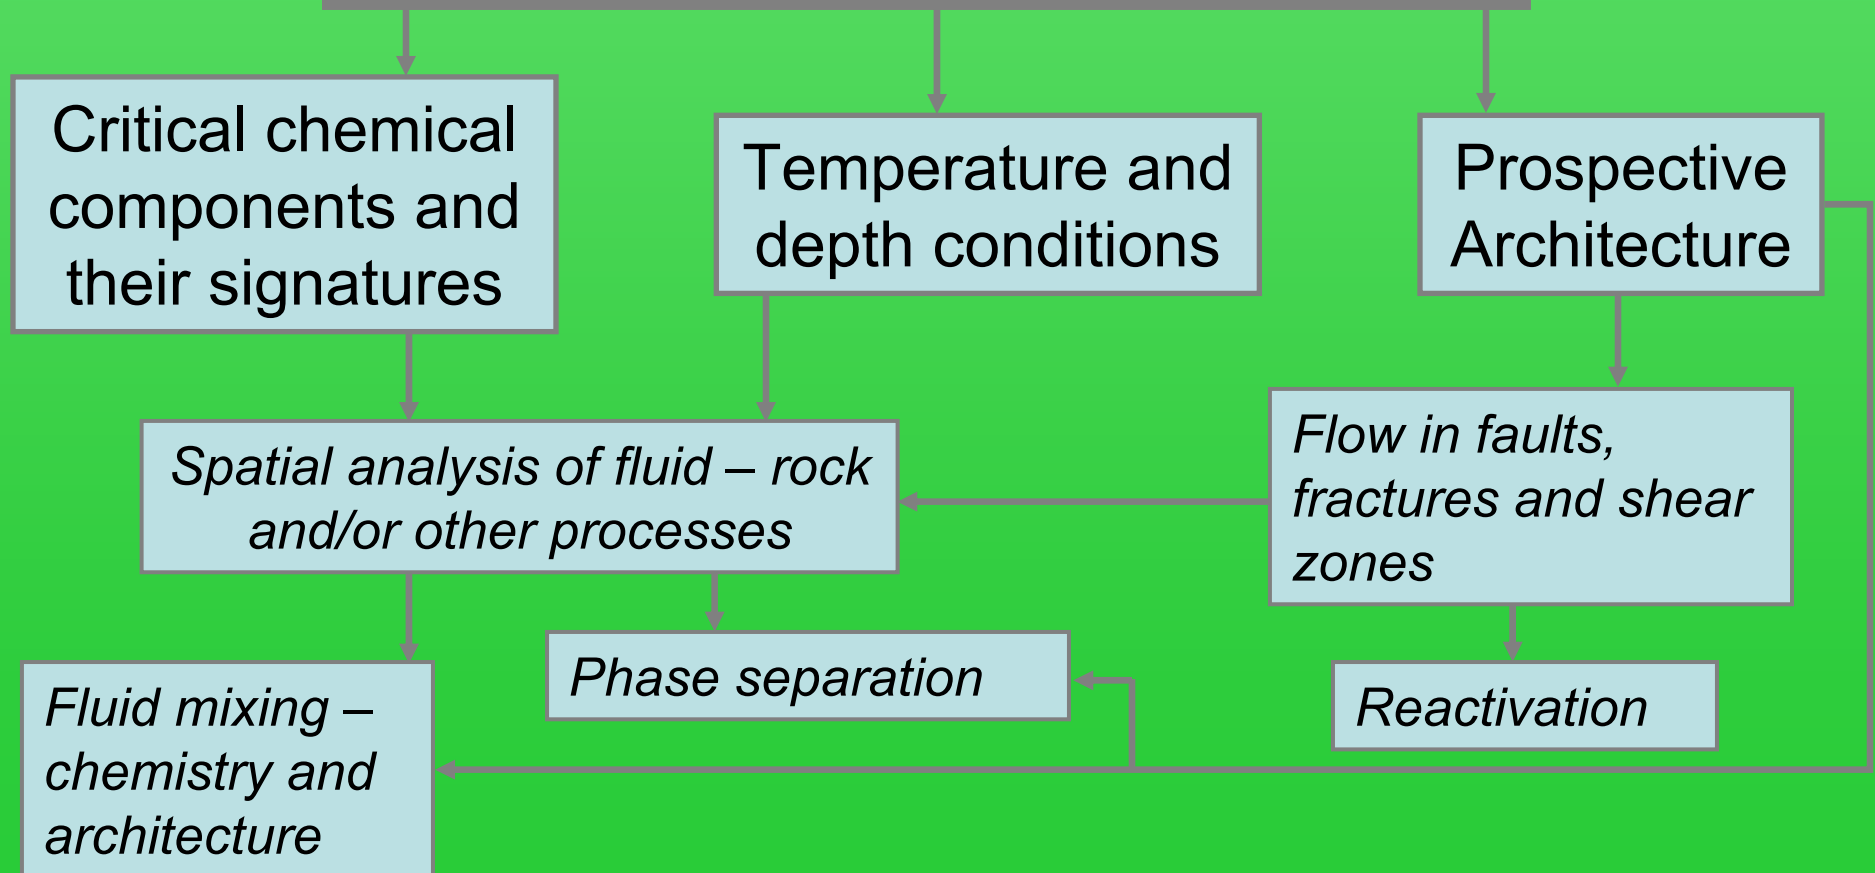 Critical chemical
components and
their signatures
Temperature and
depth conditions
Prospective
Architecture
Spatial analysis of fluid – rock
and/or other processes
Flow in faults,
fractures and shear
zones
Phase separation
Reactivation
Fluid mixing –
chemistry and
architecture